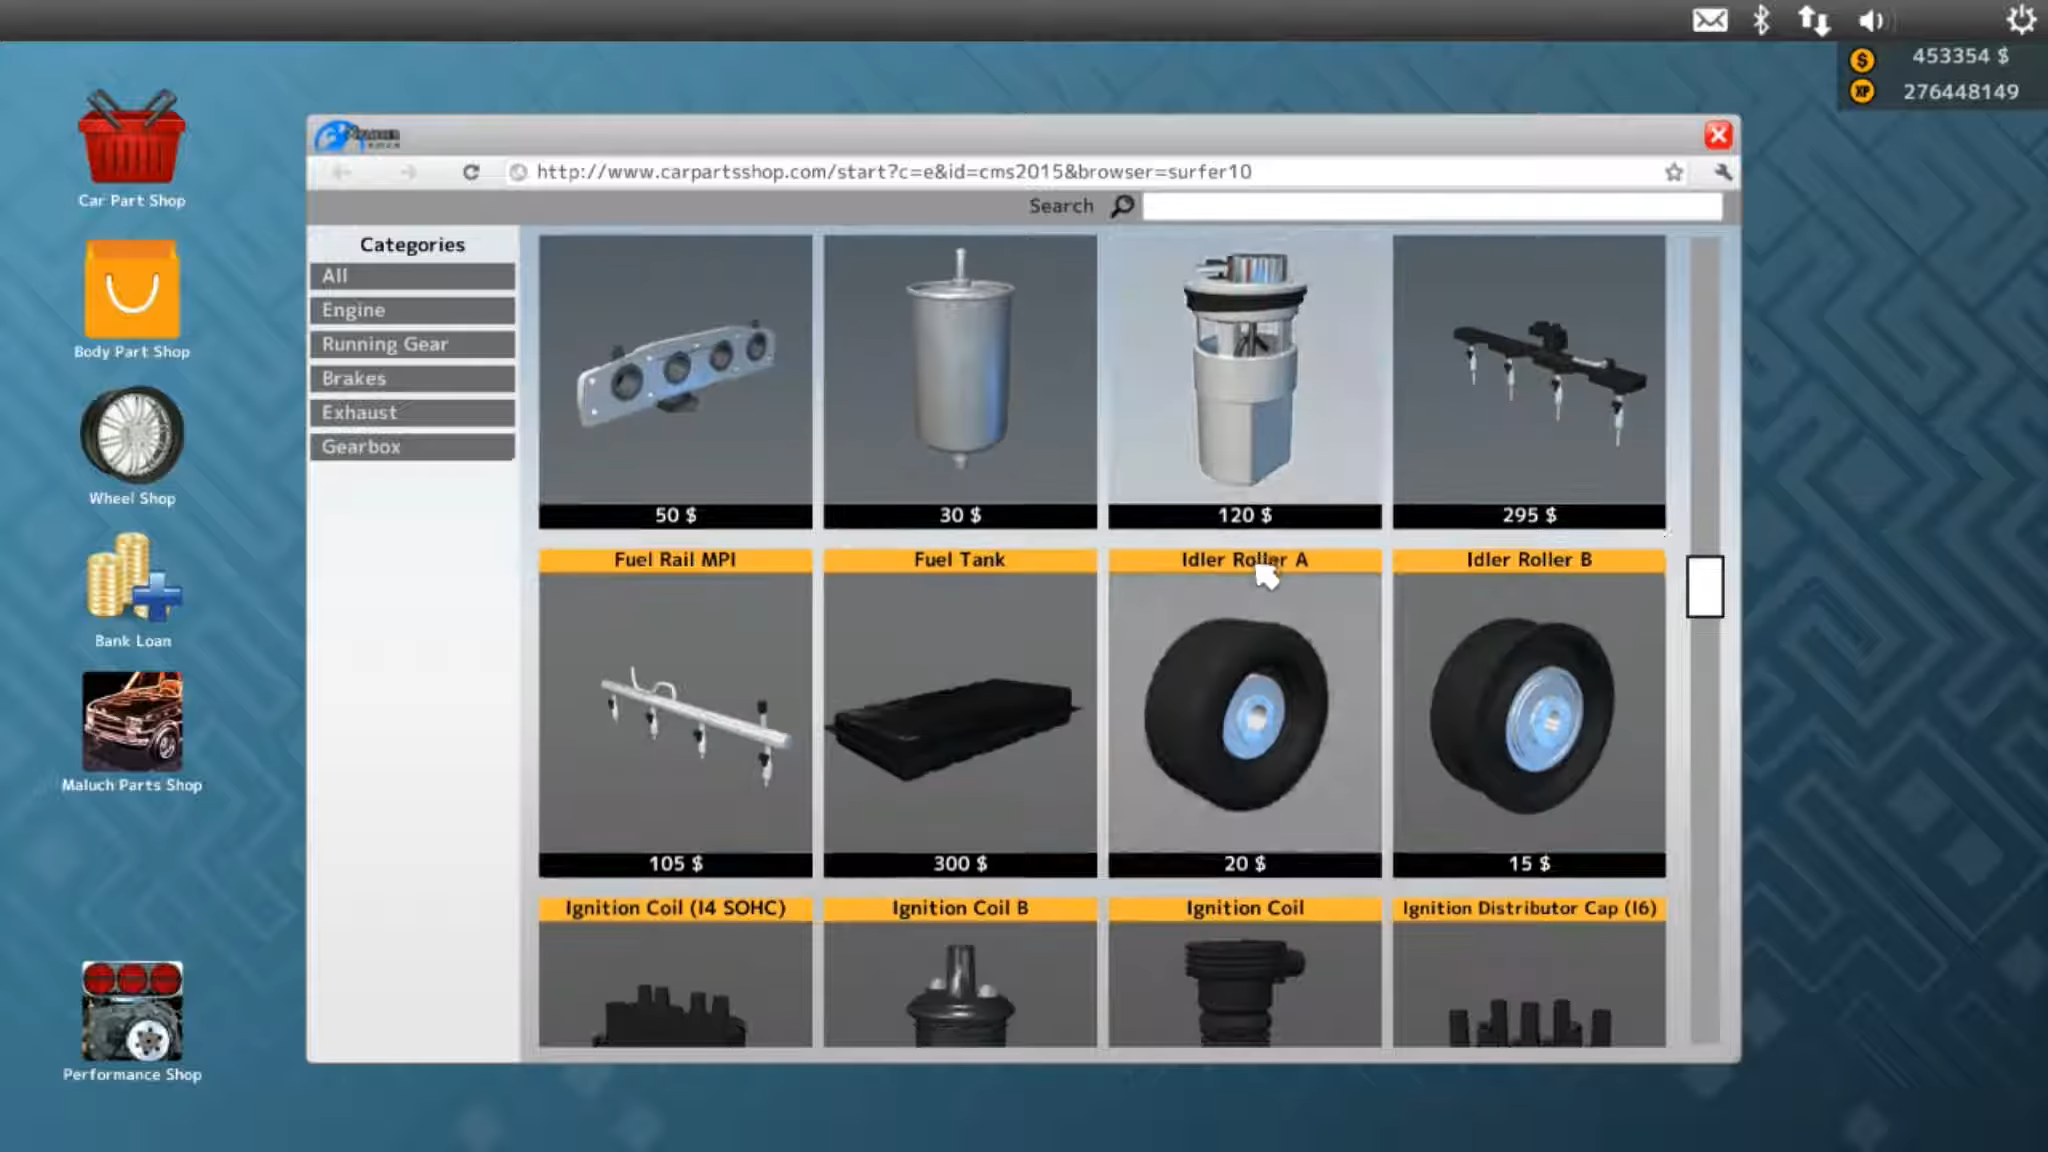 453354 $
XP
276448149
Car Part Shop
Body Part Shop
Wheel Shop
Bank Loan
Maluch Parts Shop
Performance Shop
http://www.carpartsshop.com/start?c=e&id=cms2015&browser=surfer10
Search
Categories
All
Engine
Running Gear
Brakes
Exhaust
Gearbox
50 $
30 $
120 $
295 $
Fuel Rail MPI
Fuel Tank
Idler Roller A
Idler Roller B
105 $
300 $
20 $
15 $
Ignition Coil (I4 SOHC)
Ignition Coil B
Ignition Coil
Ignition Distributor Cap (I6)